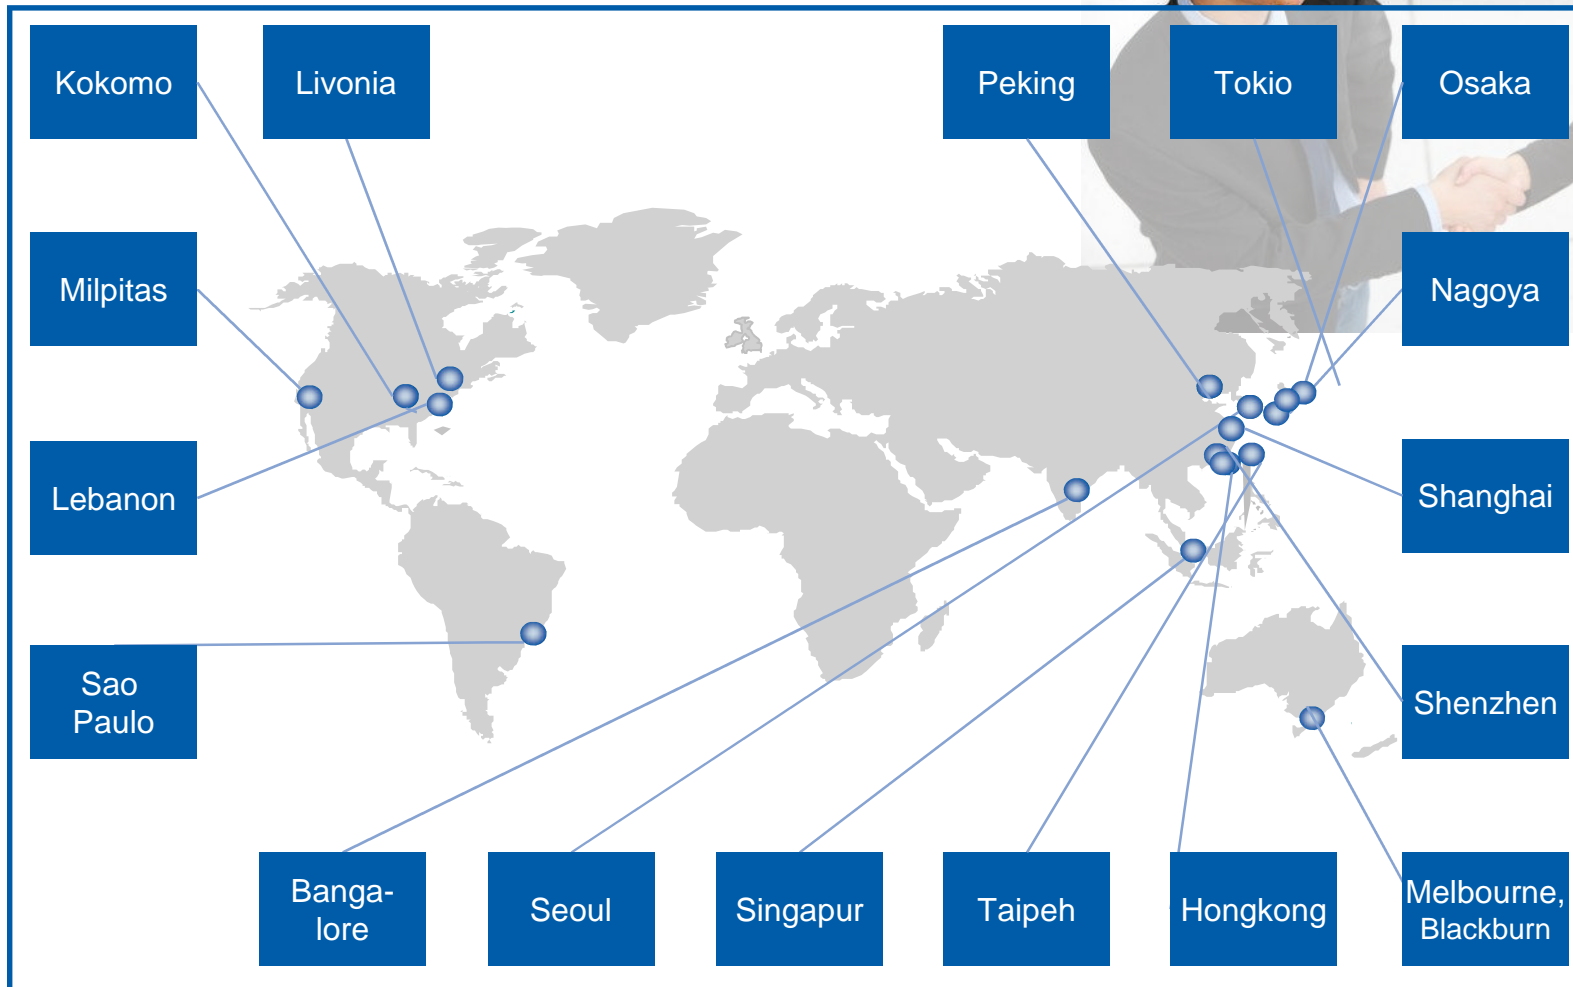 Kokomo
Livonia
Peking
Tokio
Osaka
Milpitas
Nagoya
Lebanon
Shanghai
Sao
Paulo
Shenzhen
Banga-
lore
Seoul
Singapur
Taipeh
Hongkong
Melbourne,
Blackburn